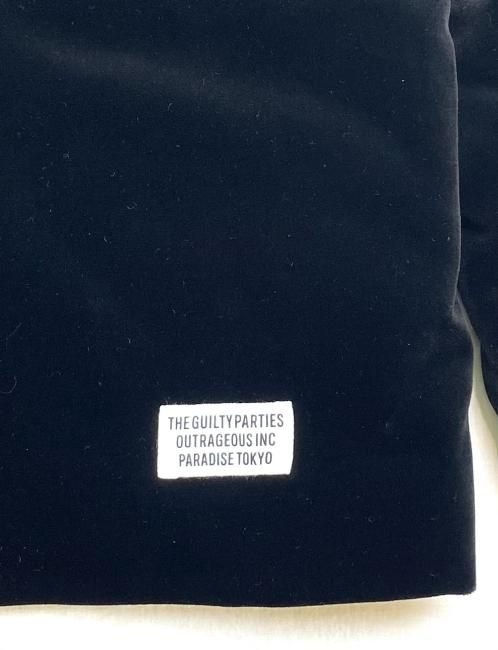 THE GUILTY PARTIES
OUTRAGEOUS INC
PARADISE TOKYO